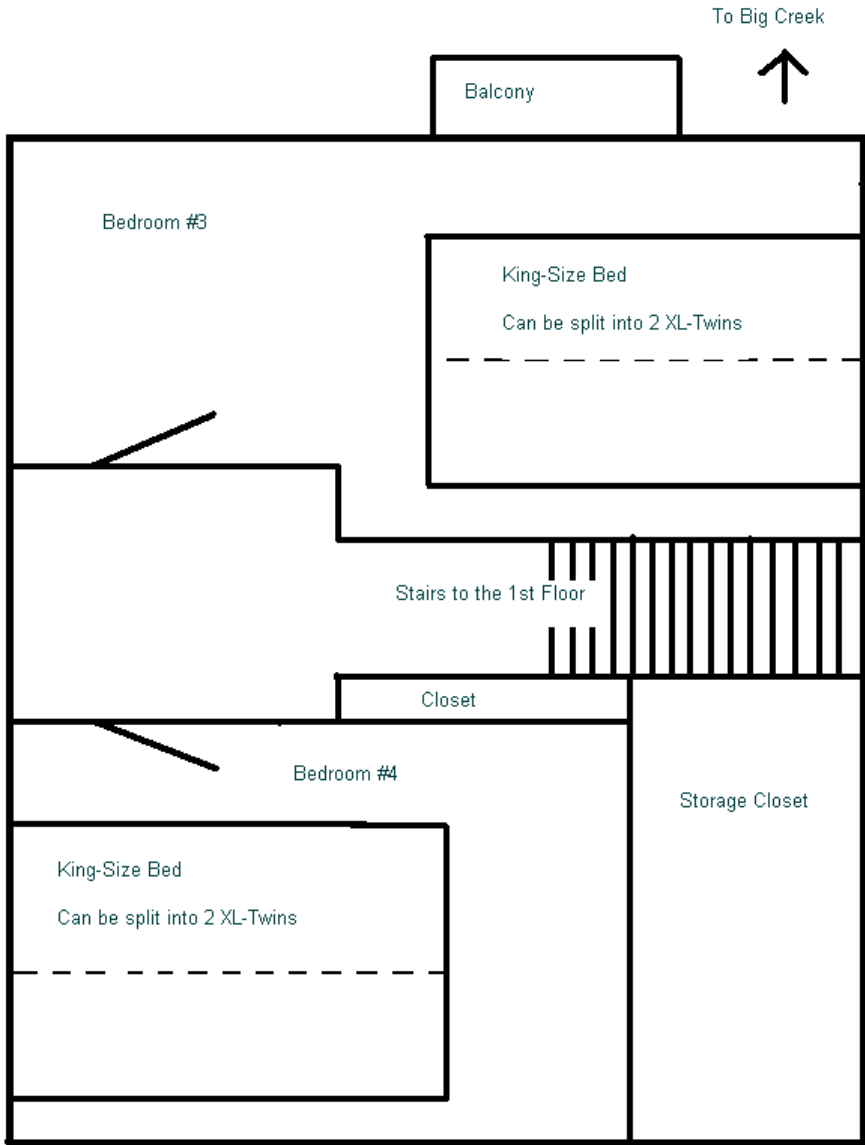 To Big Creek
Balcony
Bedroom #3
King-Size Bed
Can be split into 2 XL-Twins
Stairs to the 1st Floor
Closet
Bedroom #4
Storage Closet
King-Size Bed
Can be split into 2 XL-Twins